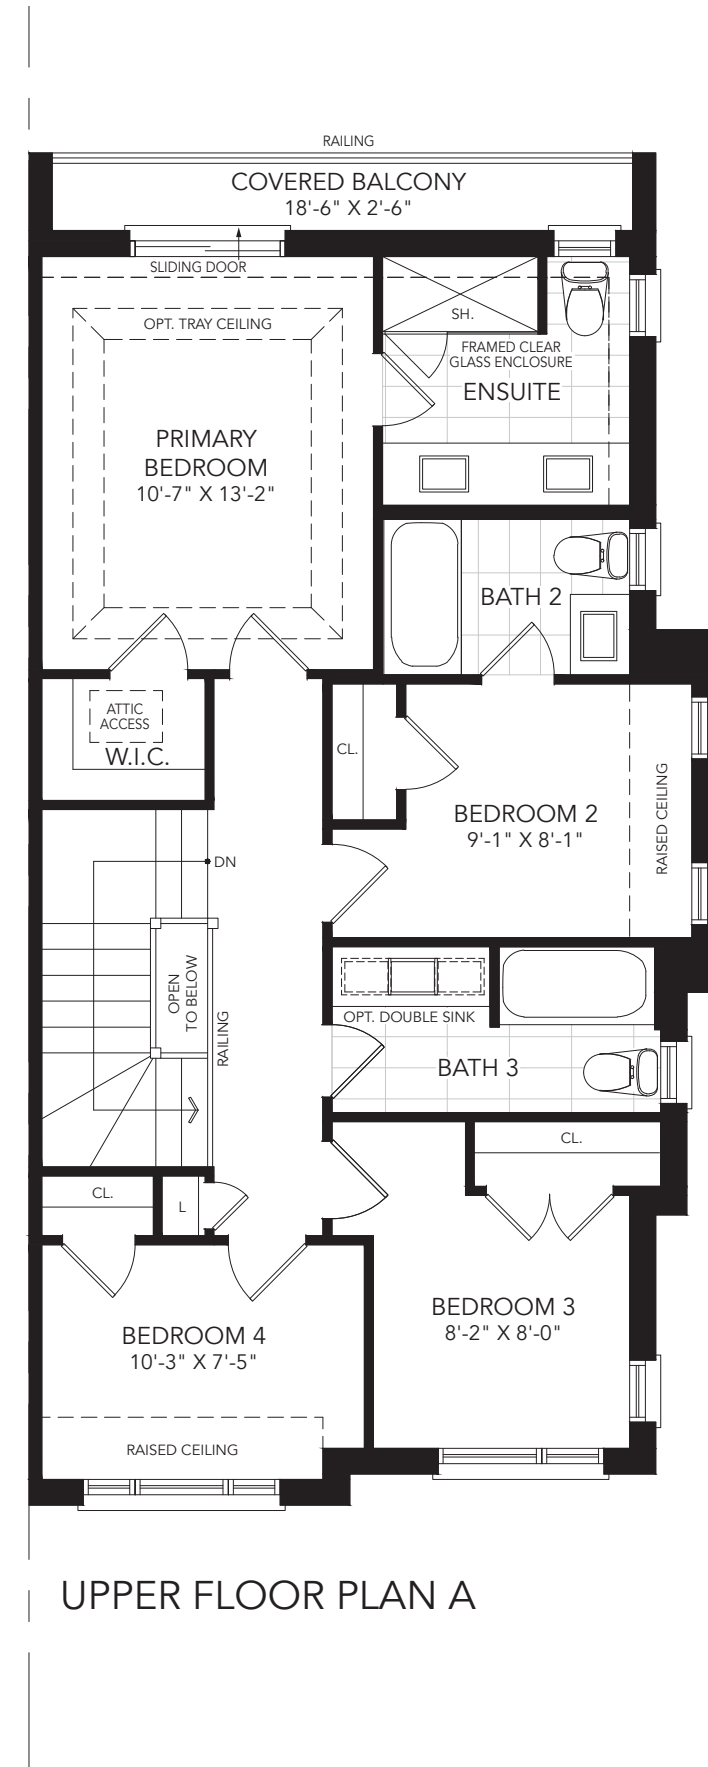 RAILING
COVERED BALCONY
18'-6" X 2'-6"
SLIDING DOOR
OPT. TRAY CEILING
SH.
FRAMED CLEAR
GLASS ENCLOSURE
ENSUITE
PRIMARY
BEDROOM
10'-7" X 13'-2"
BATH 2
ATTIC
ACCESS
W.I.C.
CL.
BEDROOM 2
9'-1" X 8'-1"
RAISED CEILING
DN
OPEN
TO BELOW
RAILING
OPT. DOUBLE SINK
BATH 3
CL.
CL.
L
BEDROOM 3
8'-2" X 8'-0"
BEDROOM 4
10'-3" X 7'-5"
RAISED CEILING
UPPER FLOOR PLAN A